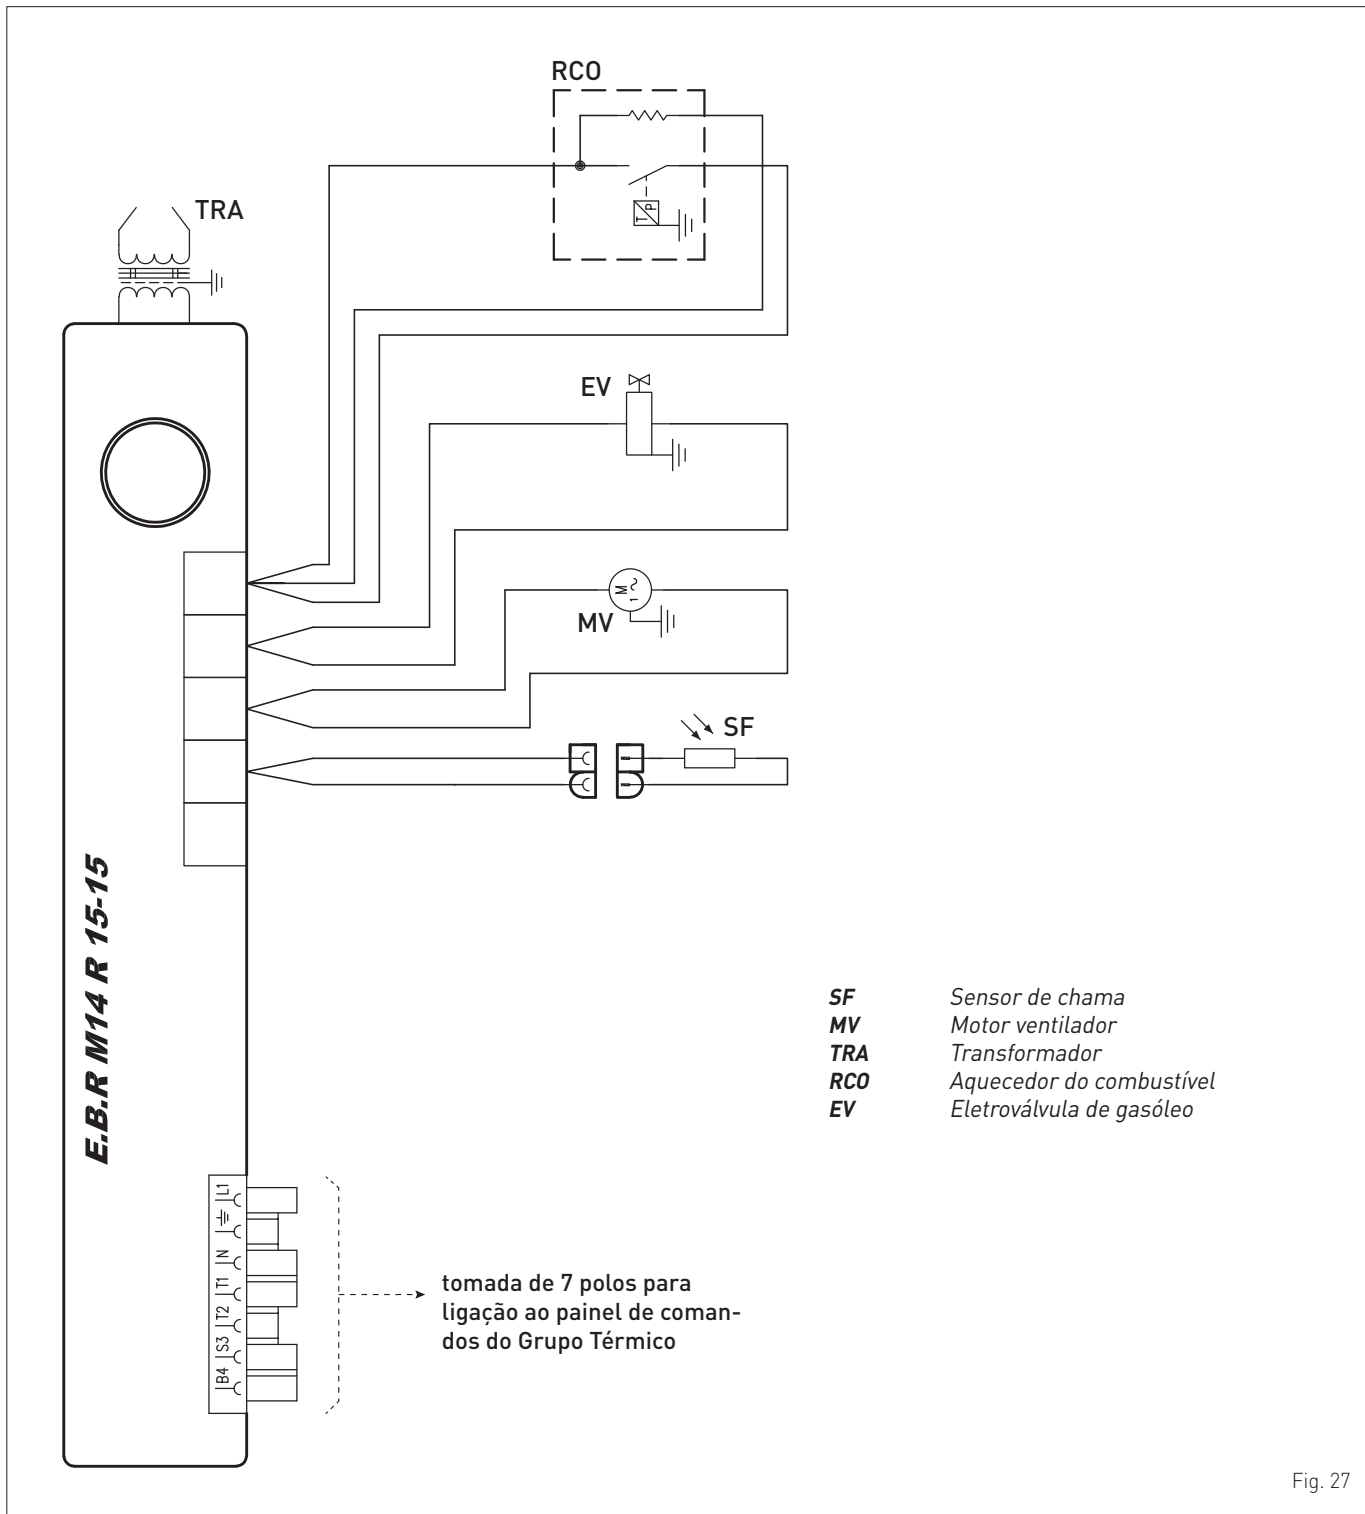 RCO
TRA
T
P
EV
M
1
MV
SF
E.B.R M14 R 15-15
SF Sensor de chama
MV Motor ventilador
TRA Transformador
RCO Aquecedor do combustível
EV Eletroválvula de gasóleo
L1
N
T1
T2
S3
B4
tomada de 7 polos para
ligação ao painel de coman-
dos do Grupo Térmico
Fig. 27